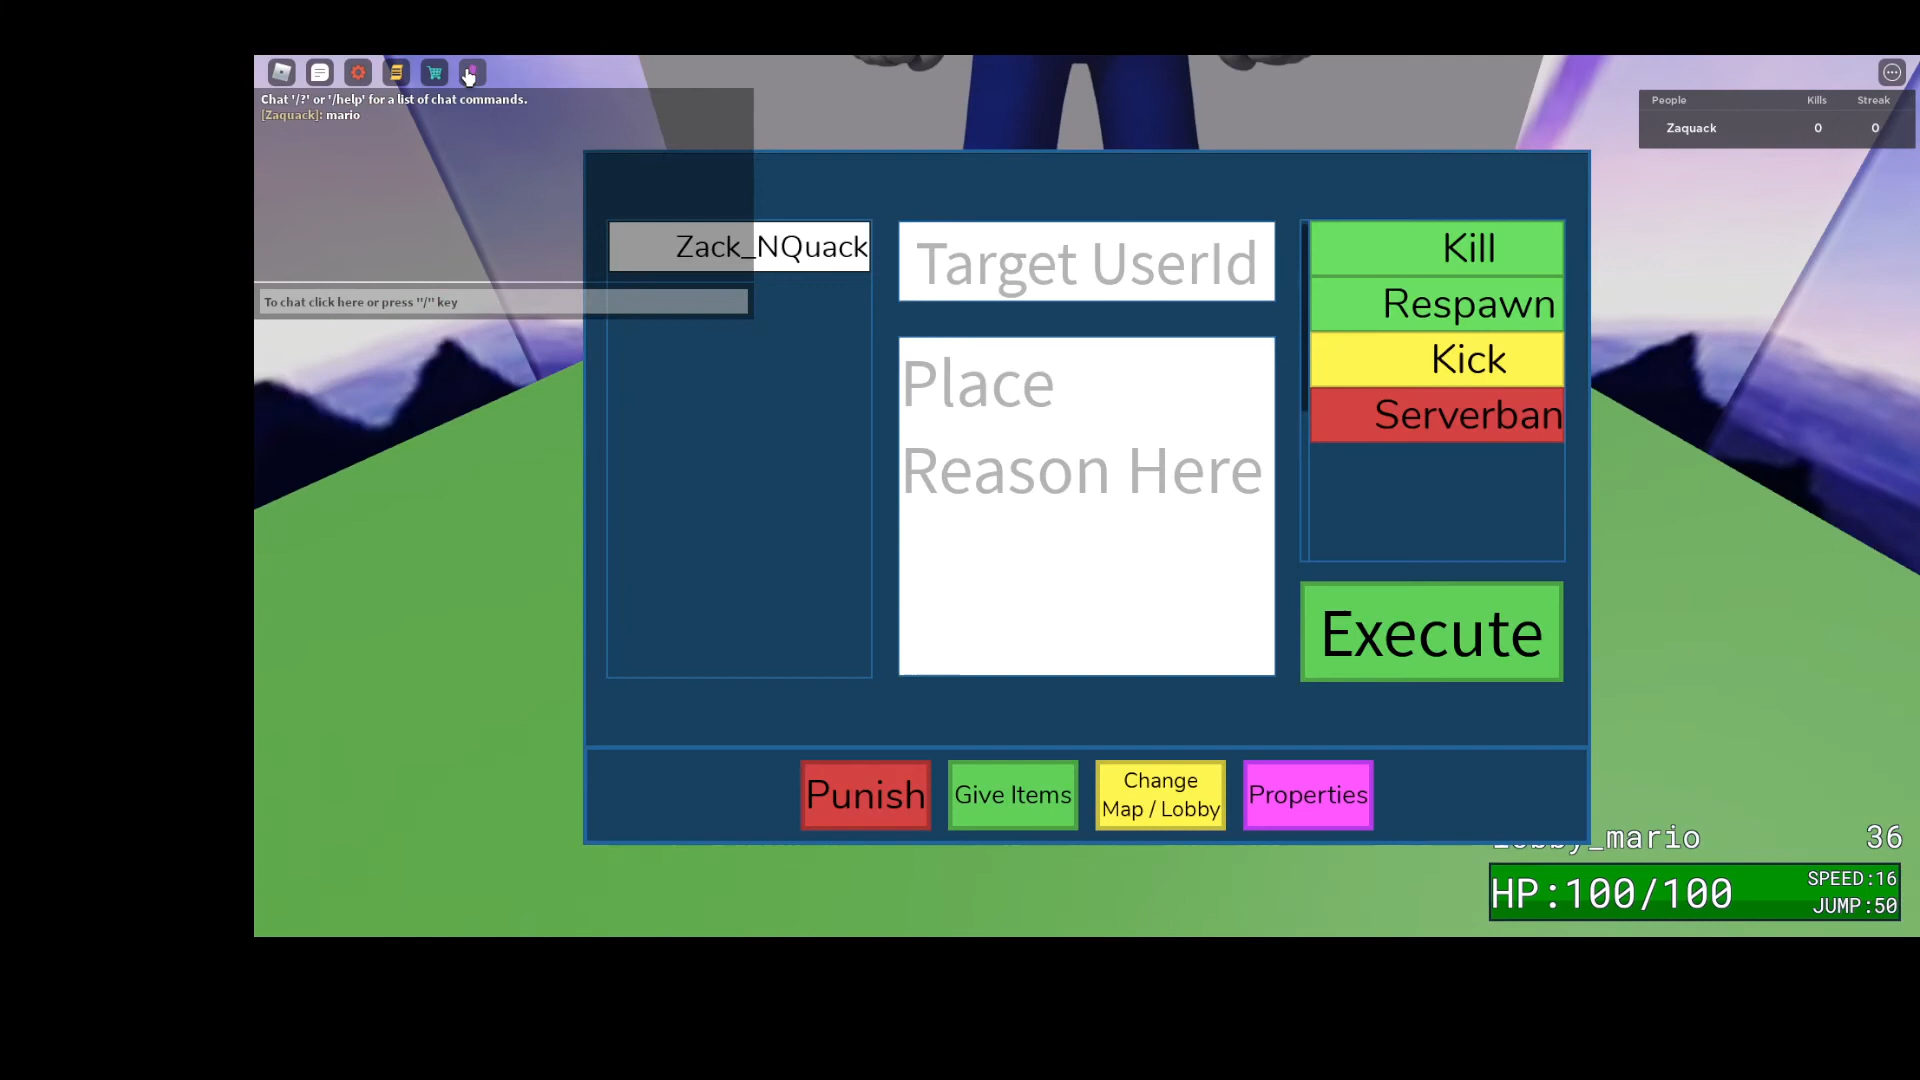 Chat '/?' or '/help' for a list of chat commands.
[Zaquack]: mario
To chat click here or press "/" key
People Kills Streak
Zaquack 0 0
Zack_NQuack
Target UserId
Place
Reason Here
Kill
Respawn
Kick
Serverban
Execute
Punish
Give Items
Change
Map / Lobby
Properties
lobby_mario 36
HP:100/100
SPEED:16
JUMP:50